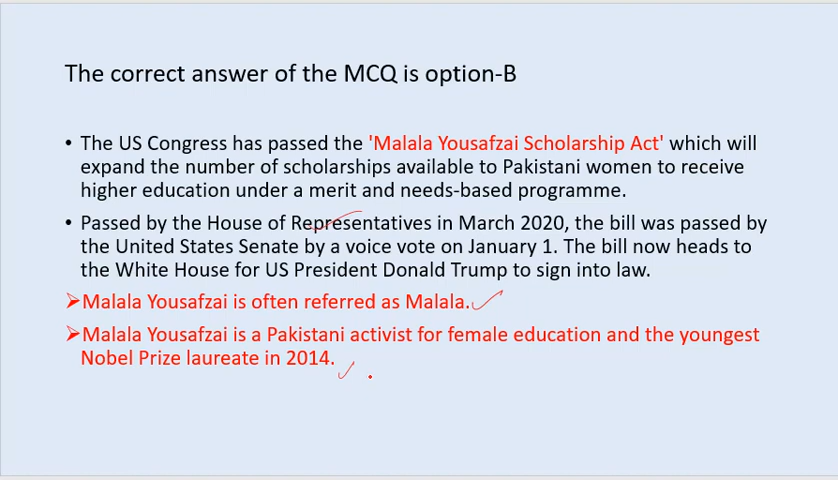 The correct answer of the MCQ is option-B
• The US Congress has passed the 'Malala Yousafzai Scholarship Act' which will
expand the number of scholarships available to Pakistani women to receive
higher education under a merit and needs-based programme.
• Passed by the House of Representatives in March 2020, the bill was passed by
the United States Senate by a voice vote on January 1. The bill now heads to
the White House for US President Donald Trump to sign into law.
➢Malala Yousafzai is often referred as Malala.
➢Malala Yousafzai is a Pakistani activist for female education and the youngest
Nobel Prize laureate in 2014.